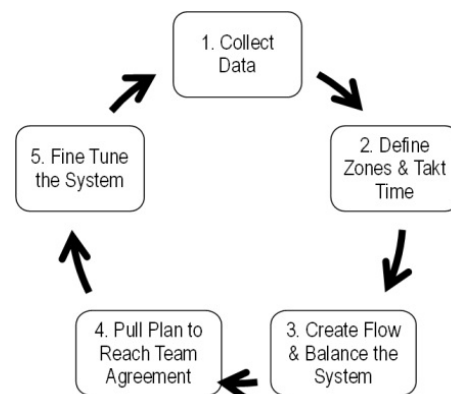 1. Collect
Data
2. Define
Zones & Takt
Time
3. Create Flow
& Balance the
System
4. Pull Plan to
Reach Team
Agreement
5. Fine Tune
the System